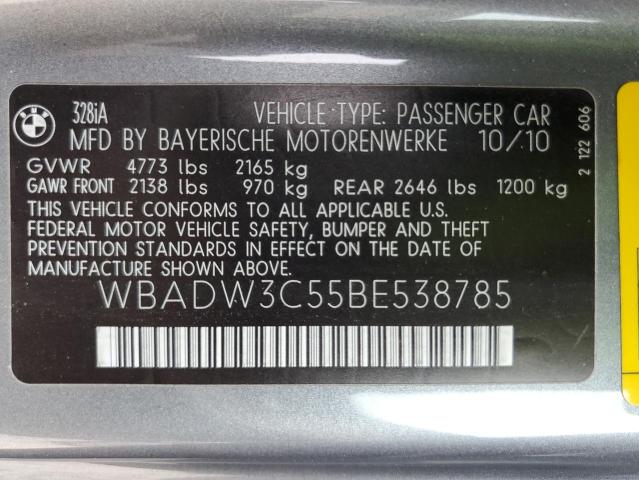 BMW
328iA VEHICLE TYPE: PASSENGER CAR
MFD BY BAYERISCHE MOTORENWERKE 10/10
GVWR 4773 lbs 2165 kg
GAWR FRONT 2138 lbs 970 kg REAR 2646 lbs 1200 kg
THIS VEHICLE CONFORMS TO ALL APPLICABLE U.S.
FEDERAL MOTOR VEHICLE SAFETY, BUMPER AND THEFT
PREVENTION STANDARDS IN EFFECT ON THE DATE OF
MANUFACTURE SHOWN ABOVE.
WBADW3C55BE538785
2 122 606